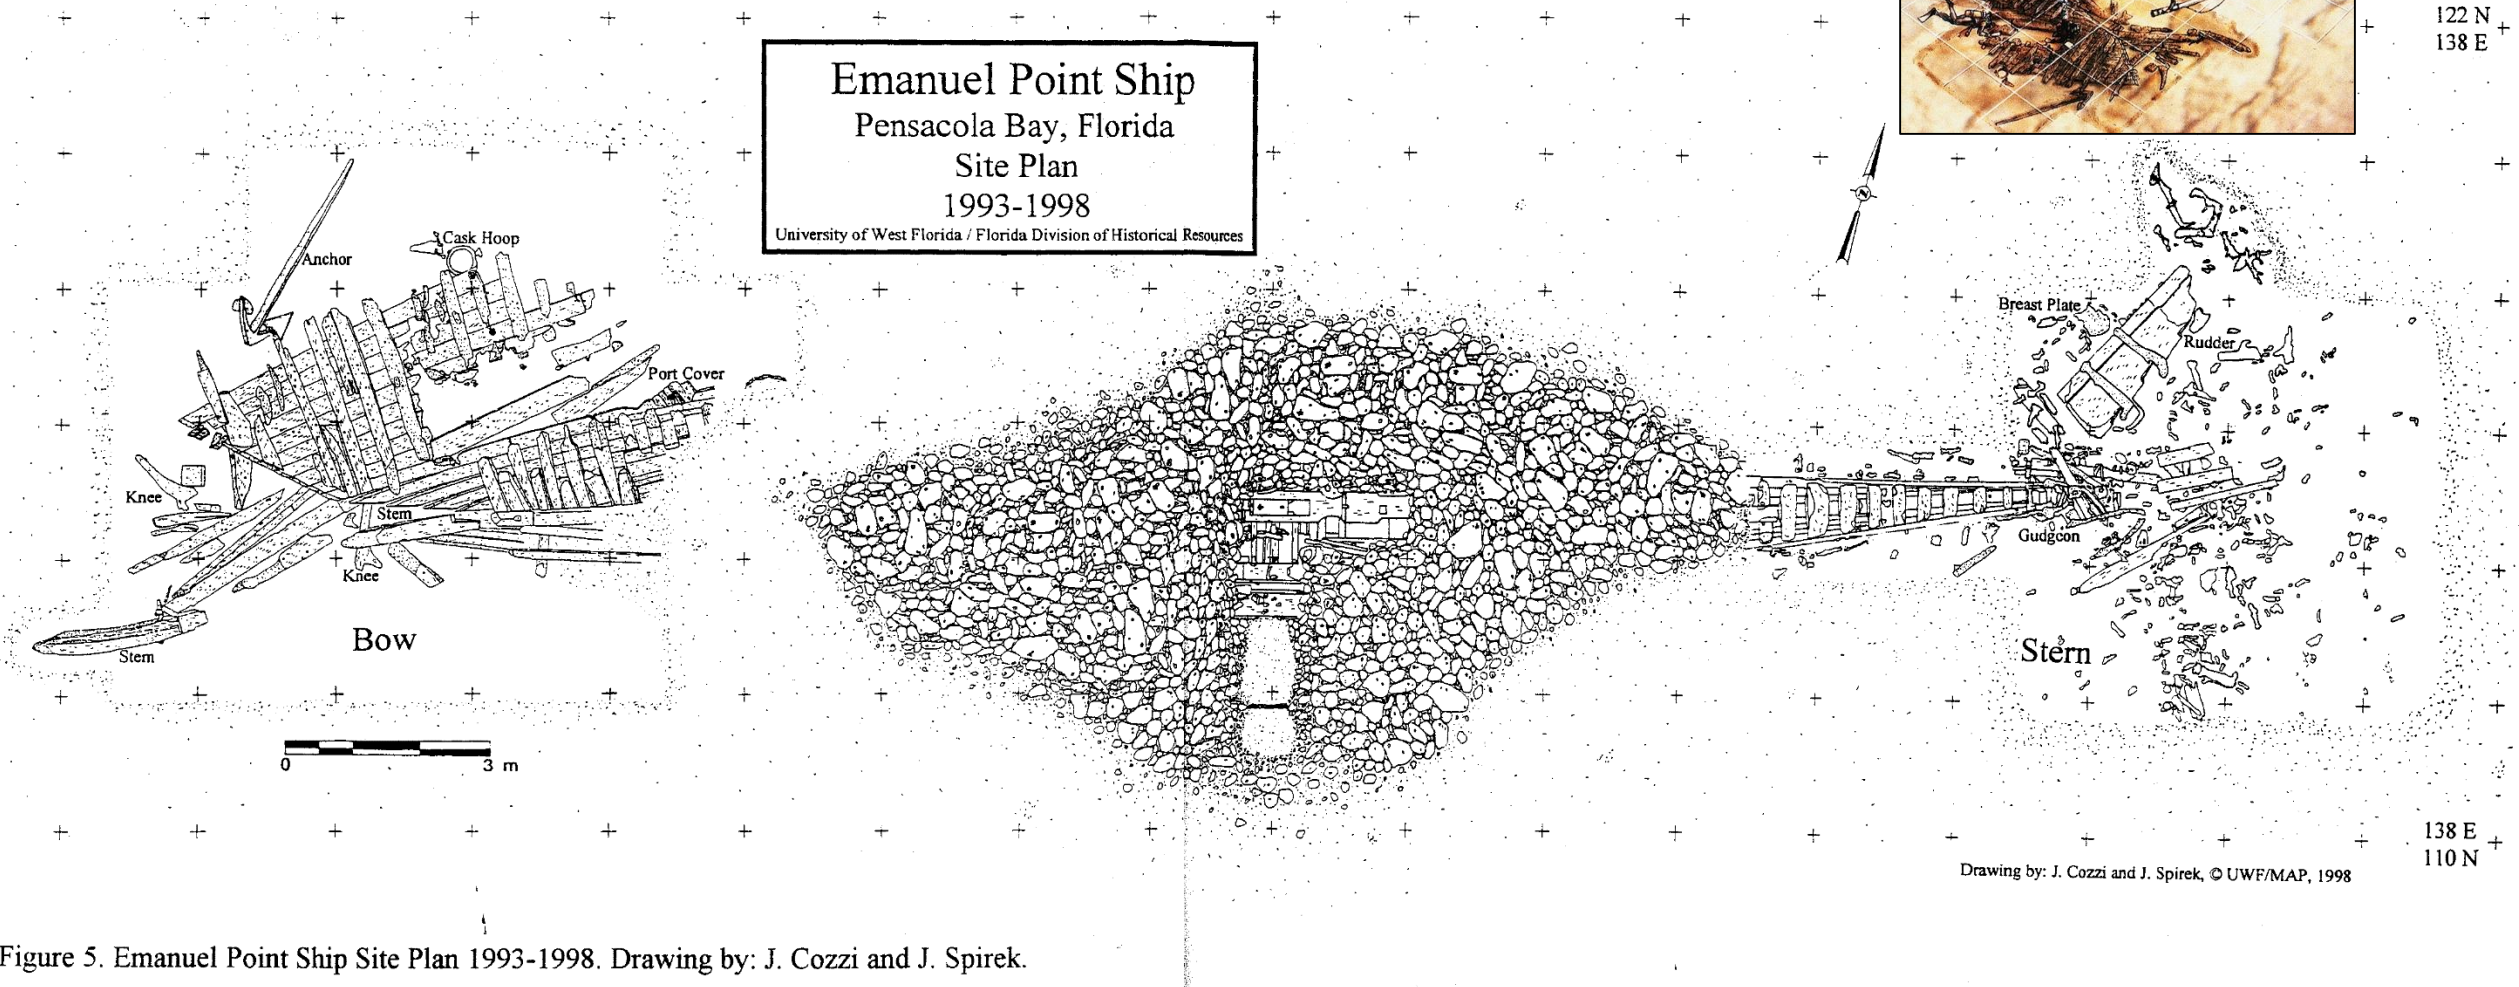 122 N
138 E
Emanuel Point Ship
Pensacola Bay, Florida
Site Plan
1993-1998
University of West Florida / Florida Division of Historical Resources
Cask Hoop
Anchor
Port Cover
Knee
Stem
Knee
Stem
Bow
0 3 m
Breast Plate
Rudder
Gudgeon
Stern
138 E
110 N
Drawing by: J. Cozzi and J. Spirek, © UWF/MAP, 1998
Figure 5. Emanuel Point Ship Site Plan 1993-1998. Drawing by: J. Cozzi and J. Spirek.